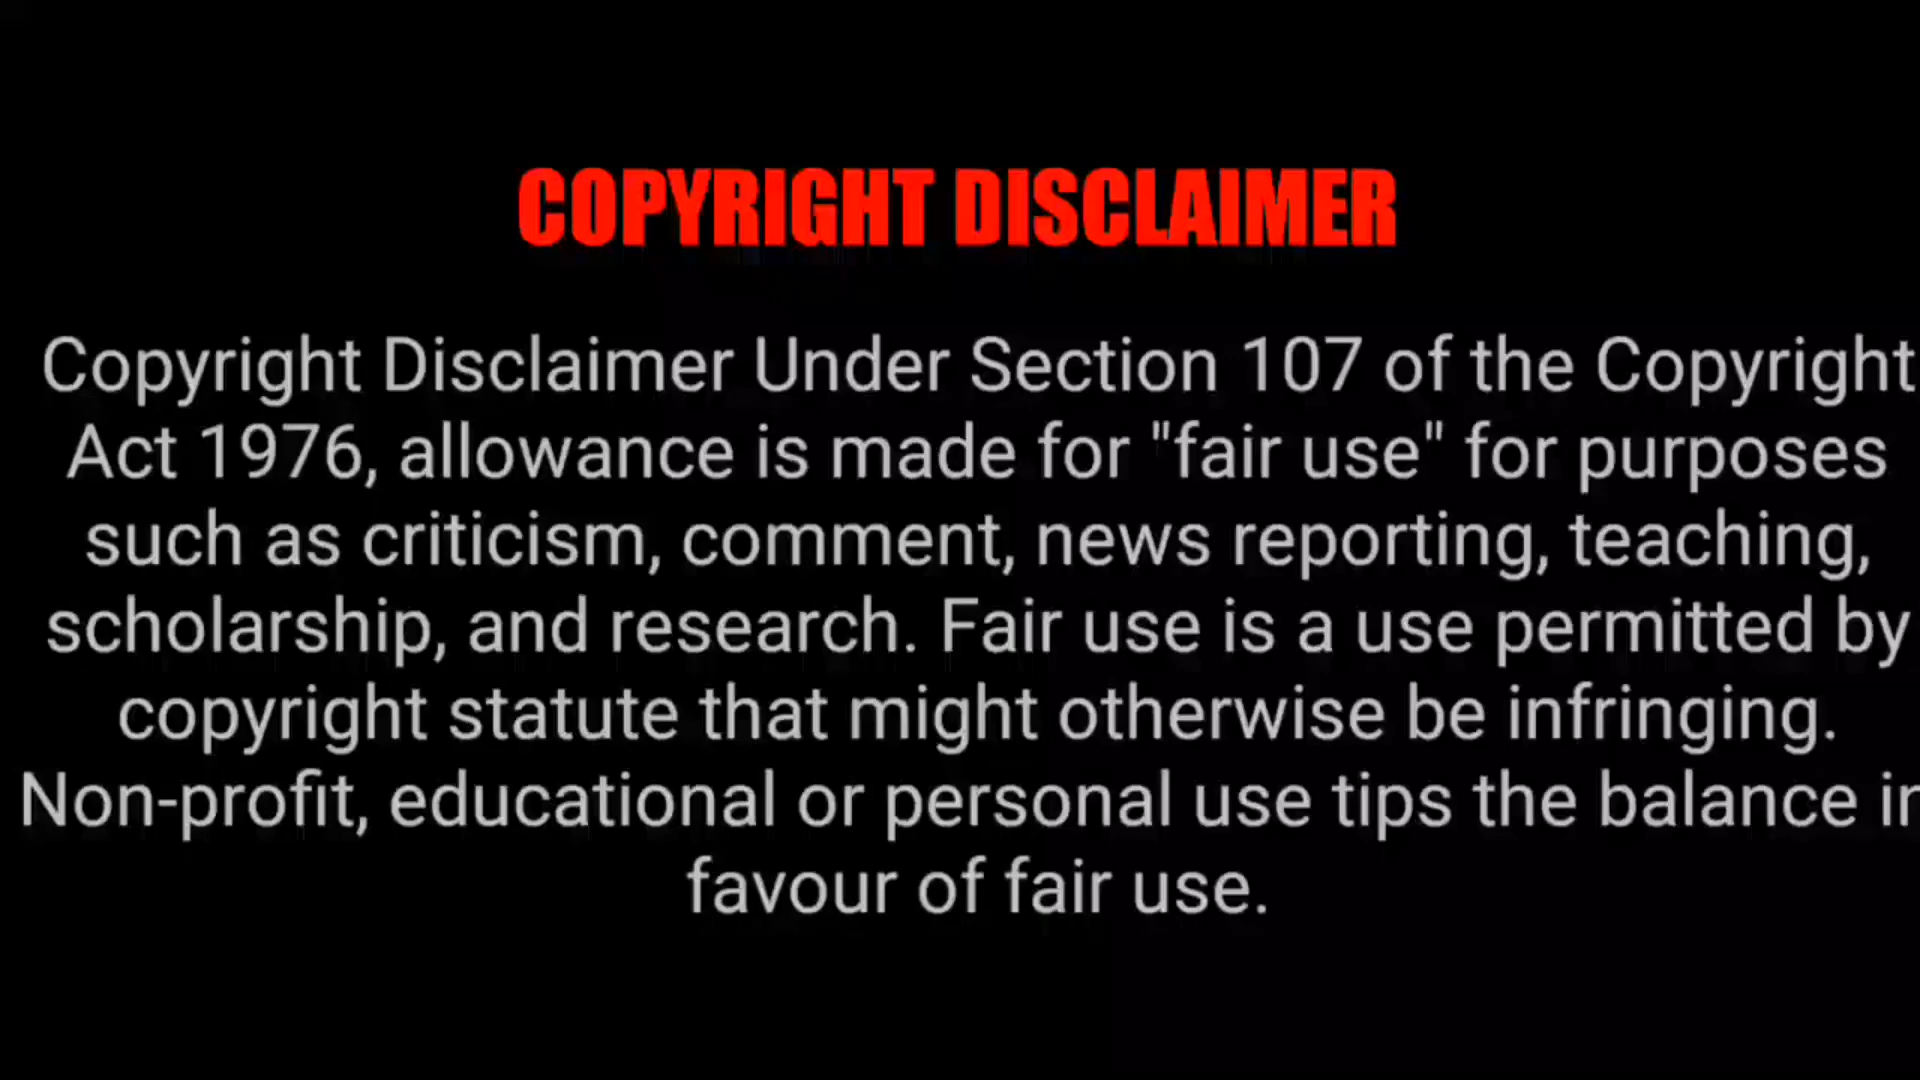 COPYRIGHT DISCLAIMER
Copyright Disclaimer Under Section 107 of the Copyright
Act 1976, allowance is made for "fair use" for purposes
such as criticism, comment, news reporting, teaching,
scholarship, and research. Fair use is a use permitted by
copyright statute that might otherwise be infringing.
Non-profit, educational or personal use tips the balance in
favour of fair use.